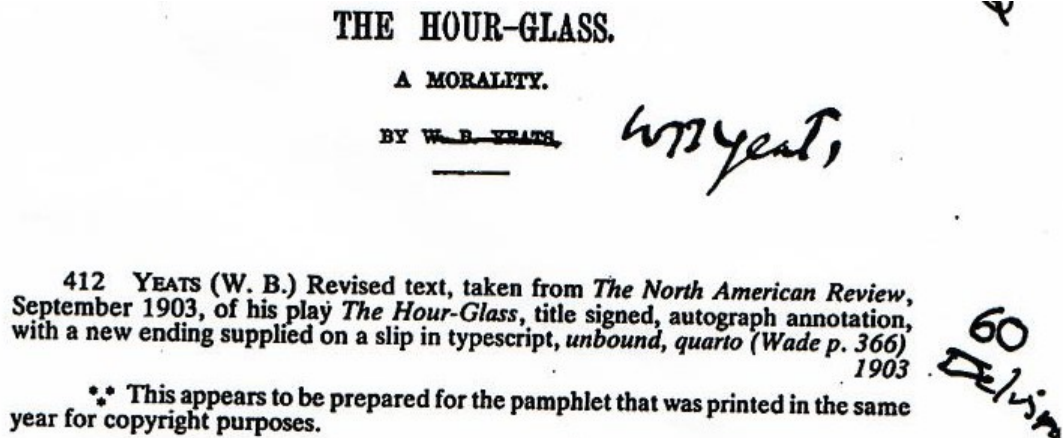 THE HOUR-GLASS.
A MORALITY.
BY W. B. YEATS, WBYeats
412 YEATS (W. B.) Revised text, taken from The North American Review,
September 1903, of his play The Hour-Glass, title signed, autograph annotation,
with a new ending supplied on a slip in typescript, unbound, quarto (Wade p. 366)
1903
60
*** This appears to be prepared for the pamphlet that was printed in the same
year for copyright purposes.